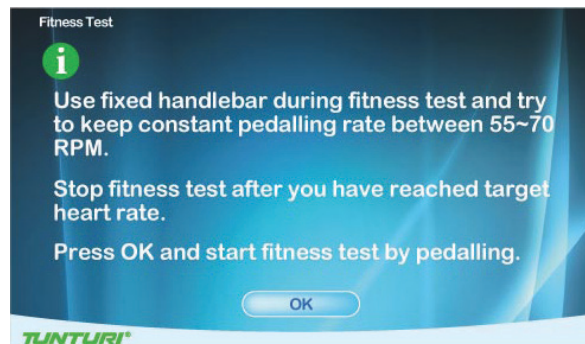 Fitness Test
i
Use fixed handlebar during fitness test and try
to keep constant pedalling rate between 55~70
RPM.
Stop fitness test after you have reached target
heart rate.
Press OK and start fitness test by pedalling.
OK
TUNTURI®